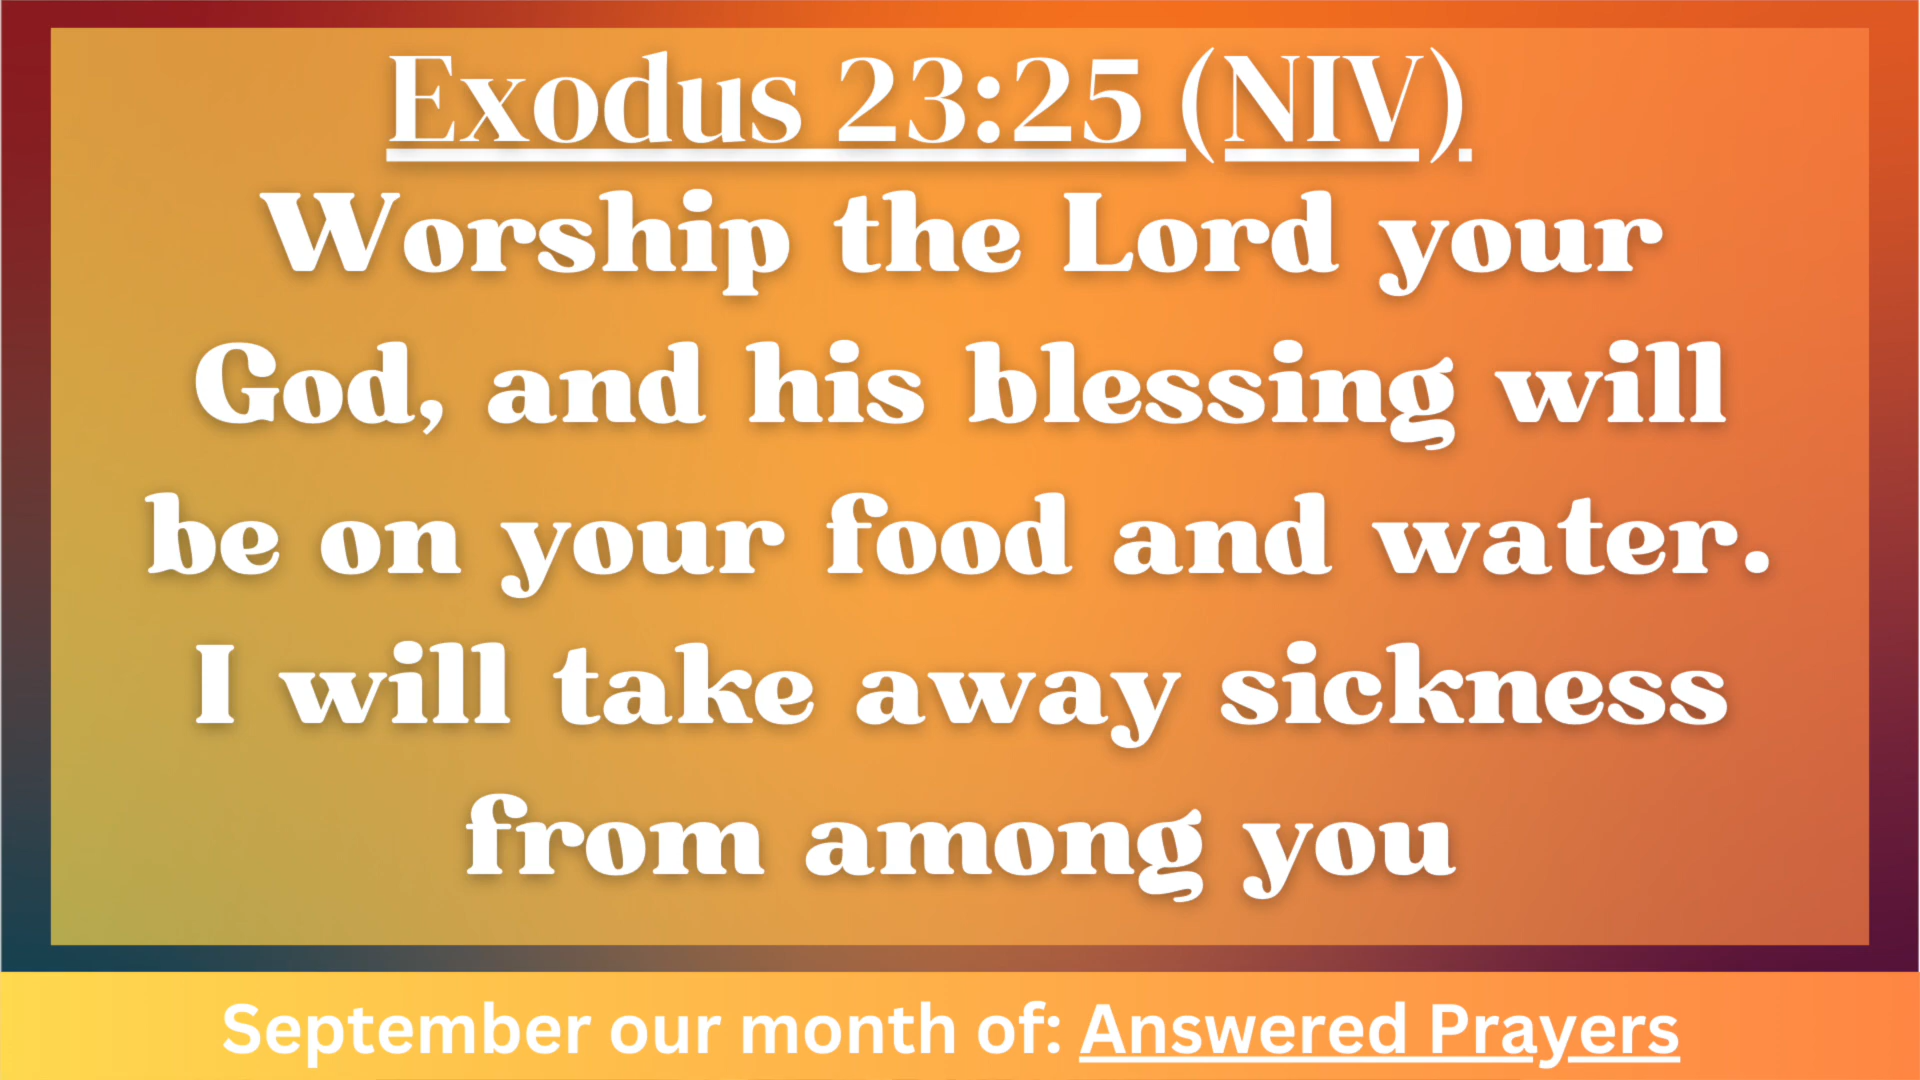 Exodus 23:25 (NIV).
Worship the Lord your
God, and his blessing will
be on your food and water.
I will take away sickness
from among you
September our month of: Answered Prayers